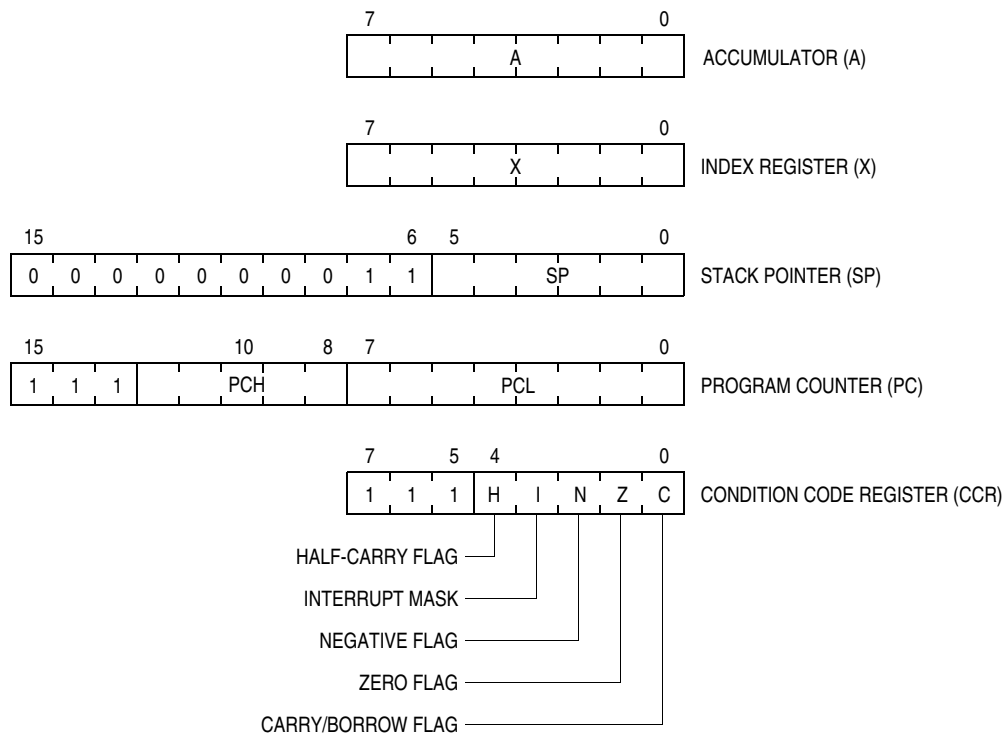 7 0
A ACCUMULATOR (A)
7 0
X INDEX REGISTER (X)
15 6 5 0
0 0 0 0 0 0 0 0 1 1 SP STACK POINTER (SP)
15 10 8 7 0
1 1 1 PCH PCL PROGRAM COUNTER (PC)
7 5 4 0
1 1 1 H I N Z C CONDITION CODE REGISTER (CCR)
HALF-CARRY FLAG
INTERRUPT MASK
NEGATIVE FLAG
ZERO FLAG
CARRY/BORROW FLAG